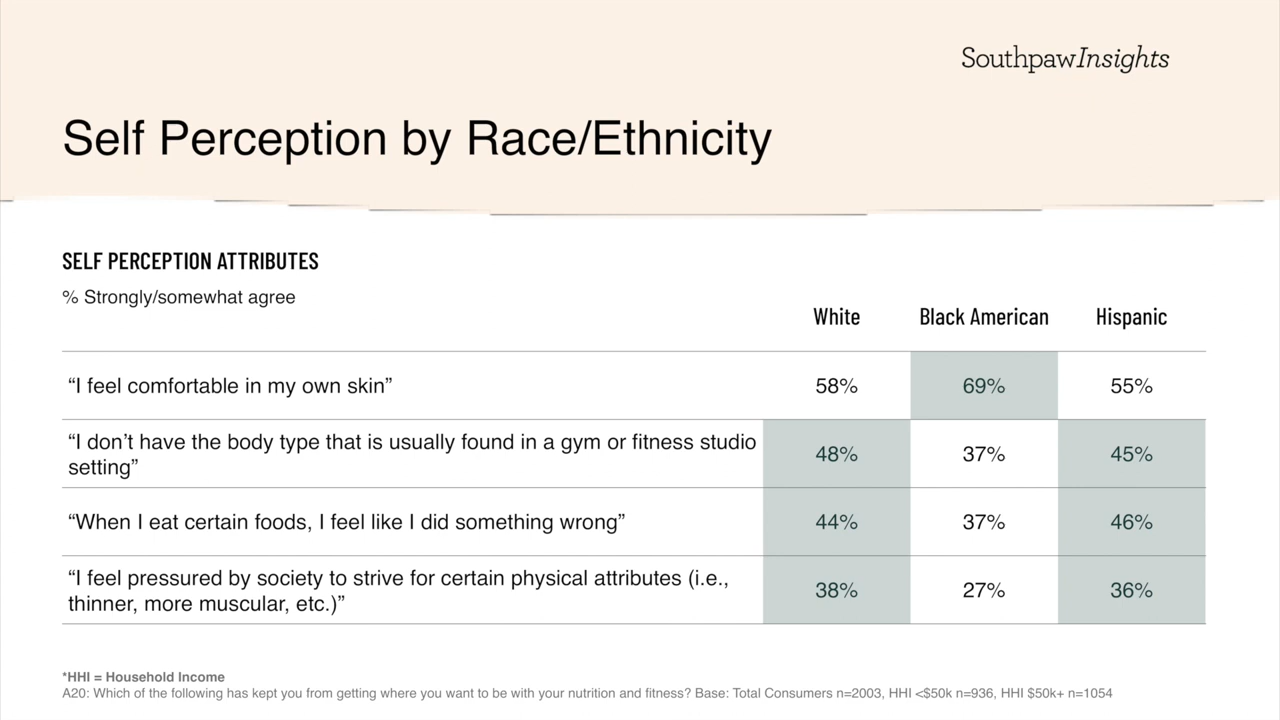 SouthpawInsights
Self Perception by Race/Ethnicity
SELF PERCEPTION ATTRIBUTES
% Strongly/somewhat agree
White Black American Hispanic
“I feel comfortable in my own skin” 58% 69% 55%
“I don’t have the body type that is usually found in a gym or fitness studio
setting” 48% 37% 45%
“When I eat certain foods, I feel like I did something wrong” 44% 37% 46%
“I feel pressured by society to strive for certain physical attributes (i.e.,
thinner, more muscular, etc.)” 38% 27% 36%
*HHI = Household Income
A20: Which of the following has kept you from getting where you want to be with your nutrition and fitness? Base: Total Consumers n=2003, HHI <$50k n=936, HHI $50k+ n=1054